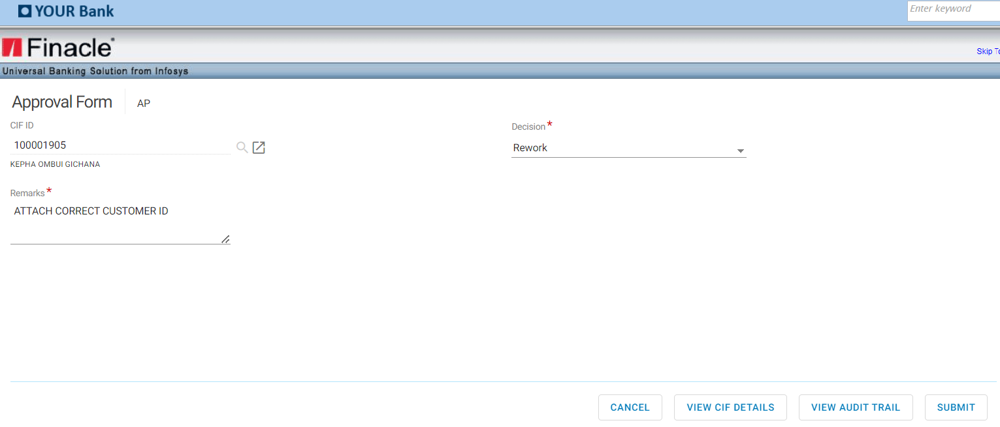 YOUR Bank
Enter keyword
Finacle
Skip
Universal Banking Solution from Infosys
Approval Form
AP
CIF ID
Decision *
100001905
Rework
KEPHA OMBUI GICHANA
Remarks *
ATTACH CORRECT CUSTOMER ID
CANCEL
VIEW CIF DETAILS
VIEW AUDIT TRAIL
SUBMIT